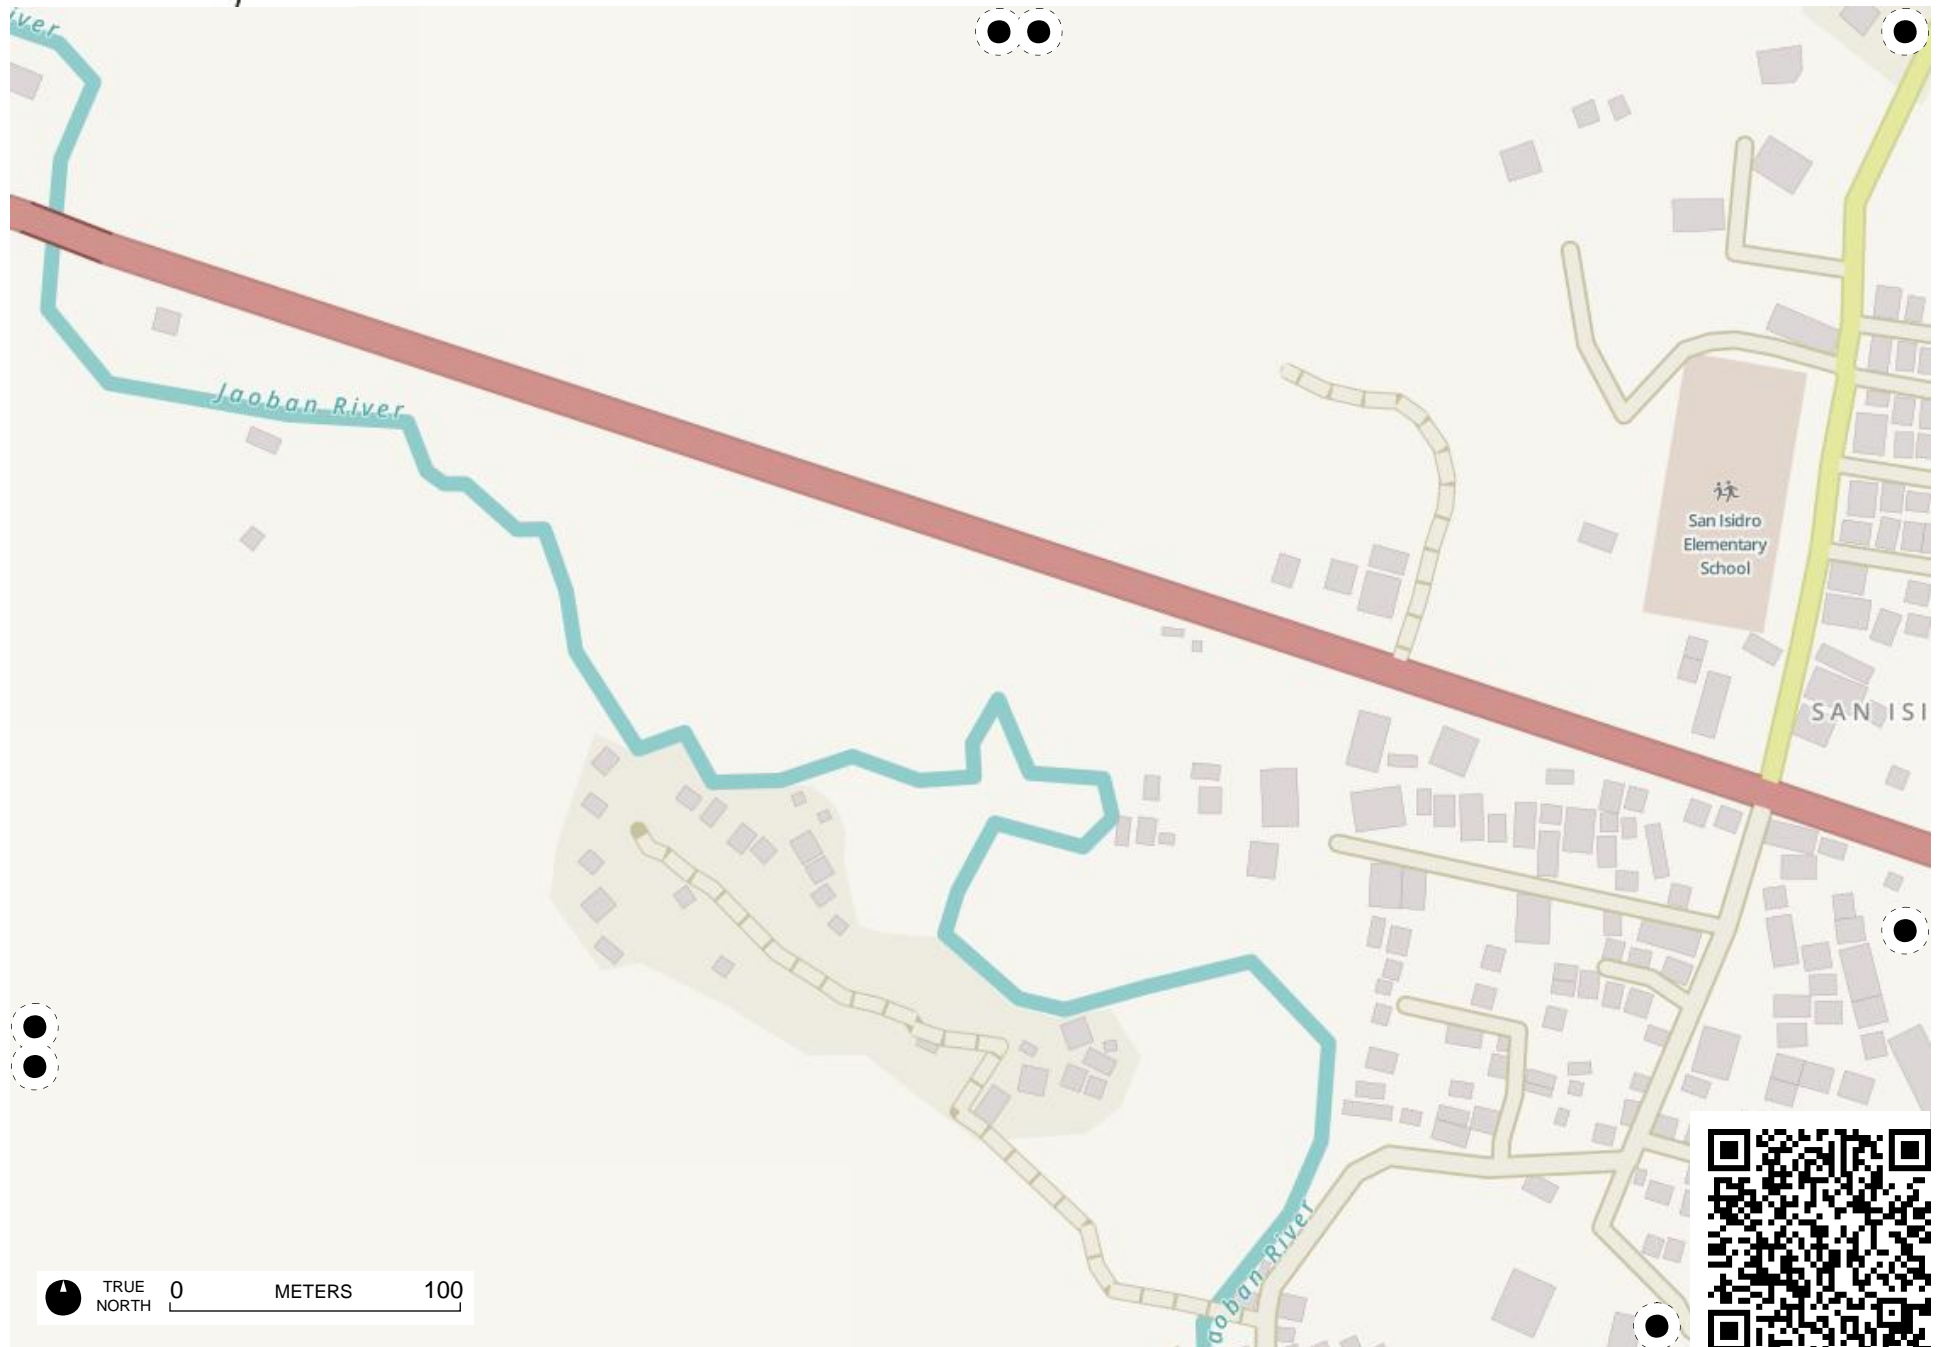 iver
Jaoban River
San Isidro
Elementary
School
SAN ISI
Jaoban River
TRUE
NORTH
0 METERS 100